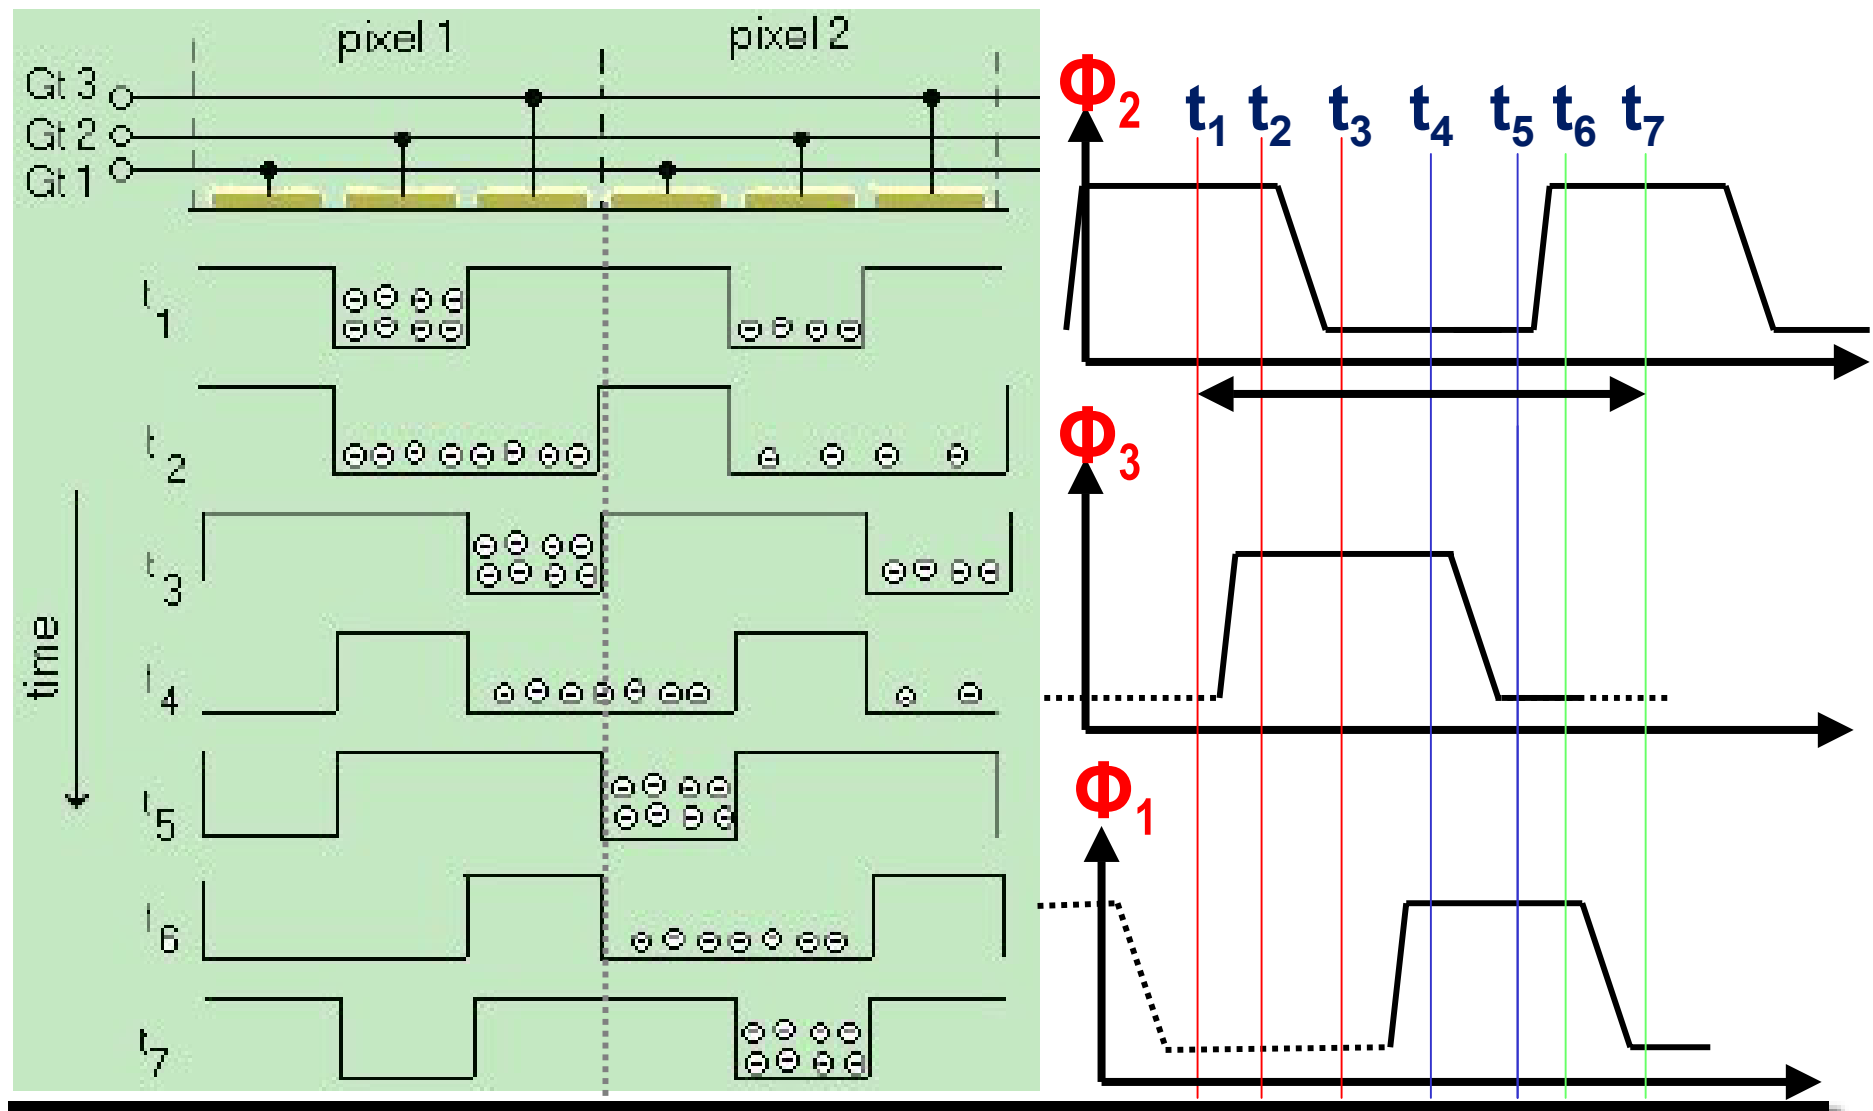 pixel 1 pixel 2
Gt 3
Gt 2
Gt 1
t1
t2
t3
t4
t5
t6
t7
time
Φ2 t1 t2 t3 t4 t5 t6 t7
Φ3
Φ1